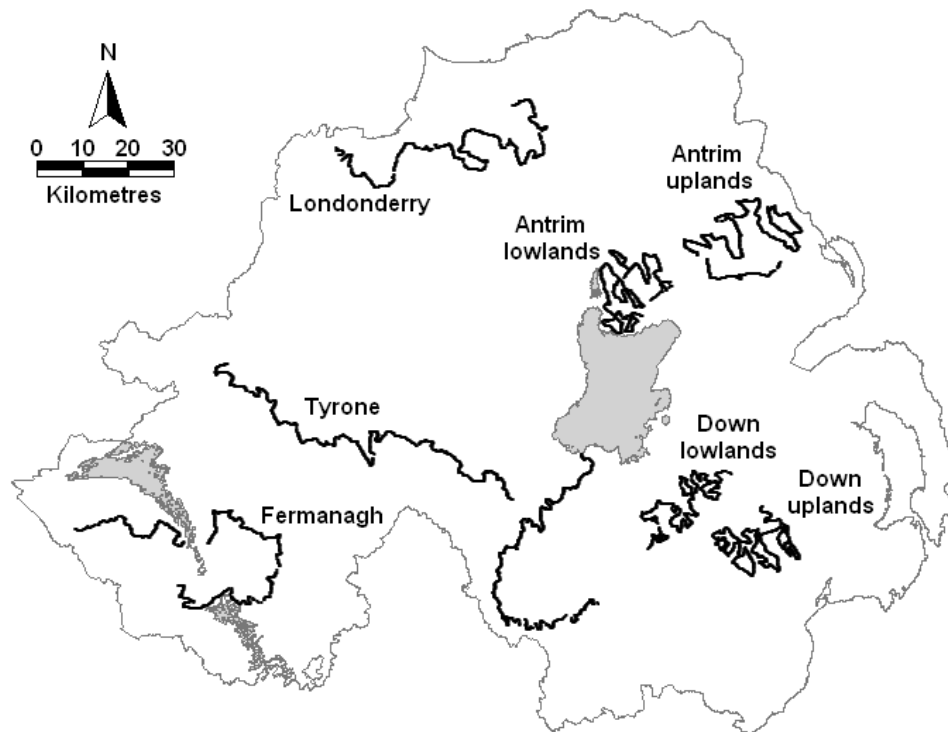 N
0 10 20 30
Kilometres
Londonderry
Antrim
uplands
Antrim
lowlands
Tyrone
Down
lowlands
Down
uplands
Fermanagh